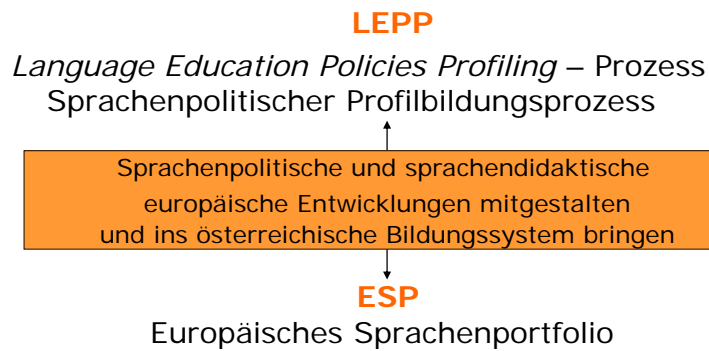 LEPP
Language Education Policies Profiling – Prozess
Sprachenpolitischer Profilbildungsprozess
Sprachenpolitische und sprachendidaktische
europäische Entwicklungen mitgestalten
und ins österreichische Bildungssystem bringen
ESP
Europäisches Sprachenportfolio